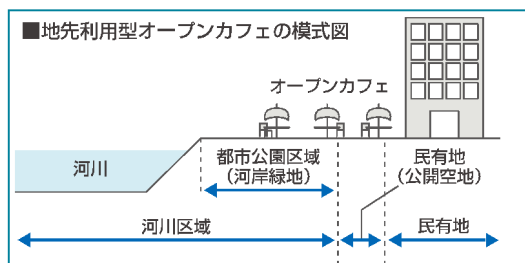 ■地先利用型オープンカフェの模式図
オープンカフェ
河川
都市公園区域
（河岸緑地）
民有地
（公開空地）
河川区域
民有地